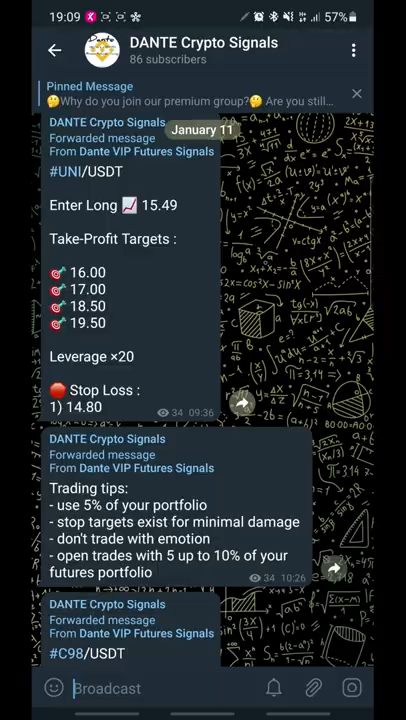 19:09
57%
DANTE Crypto Signals
86 subscribers
Pinned Message
🤔Why do you join our premium group?🤔 Are you still...
January 11
DANTE Crypto Signals
Forwarded message
From Dante VIP Futures Signals
#UNI/USDT
Enter Long 📈 15.49
Take-Profit Targets :
🎯 16.00
🎯 17.00
🎯 18.50
🎯 19.50
Leverage ×20
🛑 Stop Loss :
1) 14.80
34 09:36
DANTE Crypto Signals
Forwarded message
From Dante VIP Futures Signals
Trading tips:
- use 5% of your portfolio
- stop targets exist for minimal damage
- don't trade with emotion
- open trades with 5 up to 10% of your
futures portfolio
34 10:26
DANTE Crypto Signals
Forwarded message
From Dante VIP Futures Signals
#C98/USDT
Broadcast